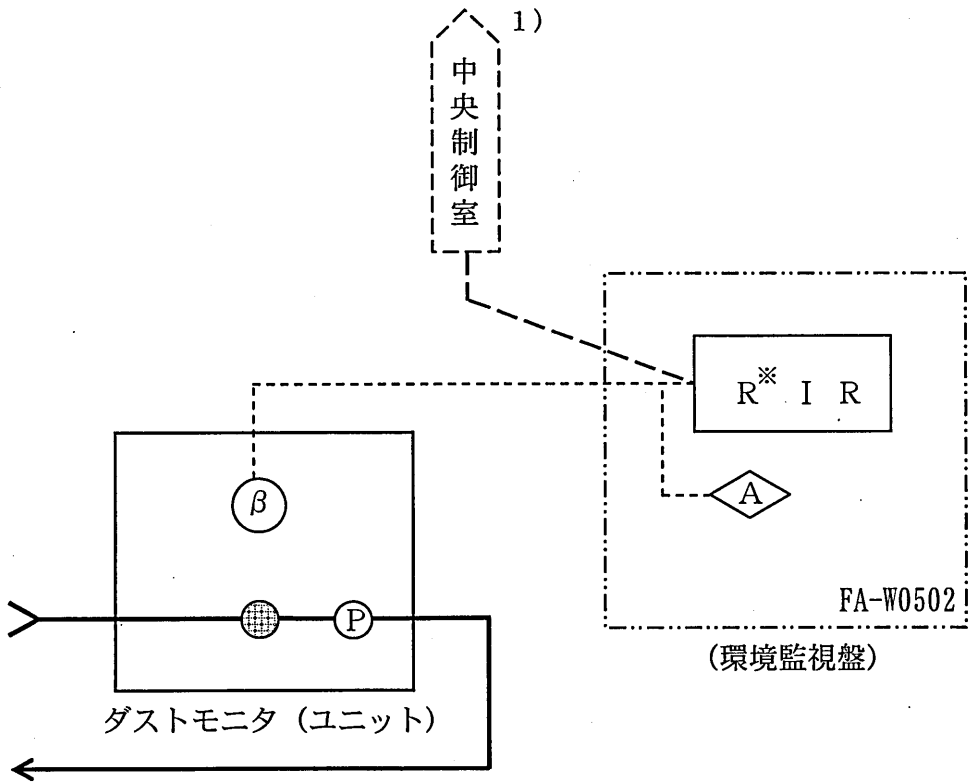 1)
中央制御室
R※ I R
β
A
P
FA-W0502
(環境監視盤)
ダストモニタ (ユニット)